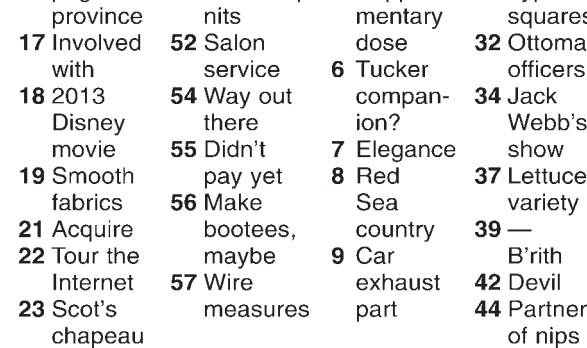 province
17 Involved
with
18 2013
Disney
movie
19 Smooth
fabrics
21 Acquire
22 Tour the
Internet
23 Scot's
chapeau
nits
52 Salon
service
54 Way out
there
55 Didn't
pay yet
56 Make
bootees,
maybe
57 Wire
measures
mentary
dose
6 Tucker
compan-
ion?
7 Elegance
8 Red
Sea
country
9 Car
exhaust
part
squares
32 Ottoma
officers
34 Jack
Webb's
show
37 Lettuce
variety
39 —
B'rith
42 Devil
44 Partner
of nips